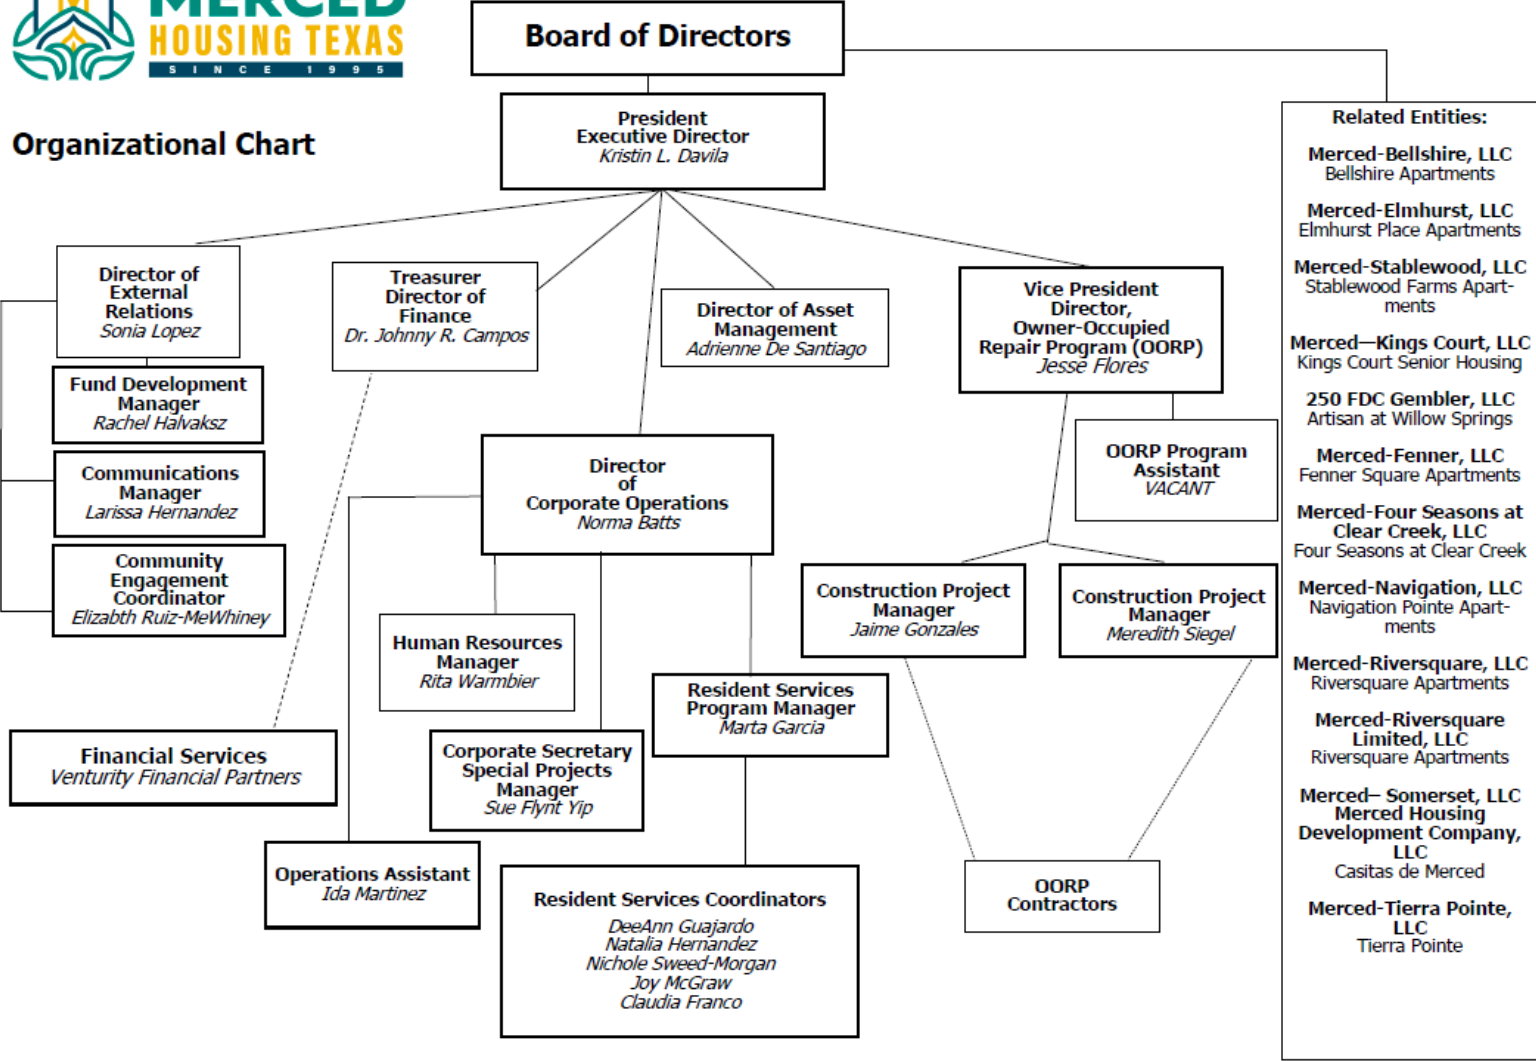 MERCED
HOUSING TEXAS
SINCE 1995
Organizational Chart
Board of Directors
President
Executive Director
Kristin L. Davila
Director of
External
Relations
Sonia Lopez
Fund Development
Manager
Rachel Halvaksz
Communications
Manager
Larissa Hernandez
Community
Engagement
Coordinator
Elizabth Ruiz-MeWhiney
Treasurer
Director of
Finance
Dr. Johnny R. Campos
Financial Services
Venturity Financial Partners
Director of Asset
Management
Adrienne De Santiago
Vice President
Director,
Owner-Occupied
Repair Program (OORP)
Jesse Flores
OORP Program
Assistant
VACANT
Director
of
Corporate Operations
Norma Batts
Human Resources
Manager
Rita Warmbier
Corporate Secretary
Special Projects
Manager
Sue Flynt Yip
Resident Services
Program Manager
Marta Garcia
Operations Assistant
Ida Martinez
Resident Services Coordinators
DeeAnn Guajardo
Natalia Hernandez
Nichole Sweed-Morgan
Joy McGraw
Claudia Franco
Construction Project
Manager
Jaime Gonzales
Construction Project
Manager
Meredith Siegel
OORP
Contractors
Related Entities:
Merced-Bellshire, LLC
Bellshire Apartments
Merced-Elmhurst, LLC
Elmhurst Place Apartments
Merced-Stablewood, LLC
Stablewood Farms Apart-
ments
Merced—Kings Court, LLC
Kings Court Senior Housing
250 FDC Gembler, LLC
Artisan at Willow Springs
Merced-Fenner, LLC
Fenner Square Apartments
Merced-Four Seasons at
Clear Creek, LLC
Four Seasons at Clear Creek
Merced-Navigation, LLC
Navigation Pointe Apart-
ments
Merced-Riversquare, LLC
Riversquare Apartments
Merced-Riversquare
Limited, LLC
Riversquare Apartments
Merced– Somerset, LLC
Merced Housing
Development Company,
LLC
Casitas de Merced
Merced-Tierra Pointe,
LLC
Tierra Pointe